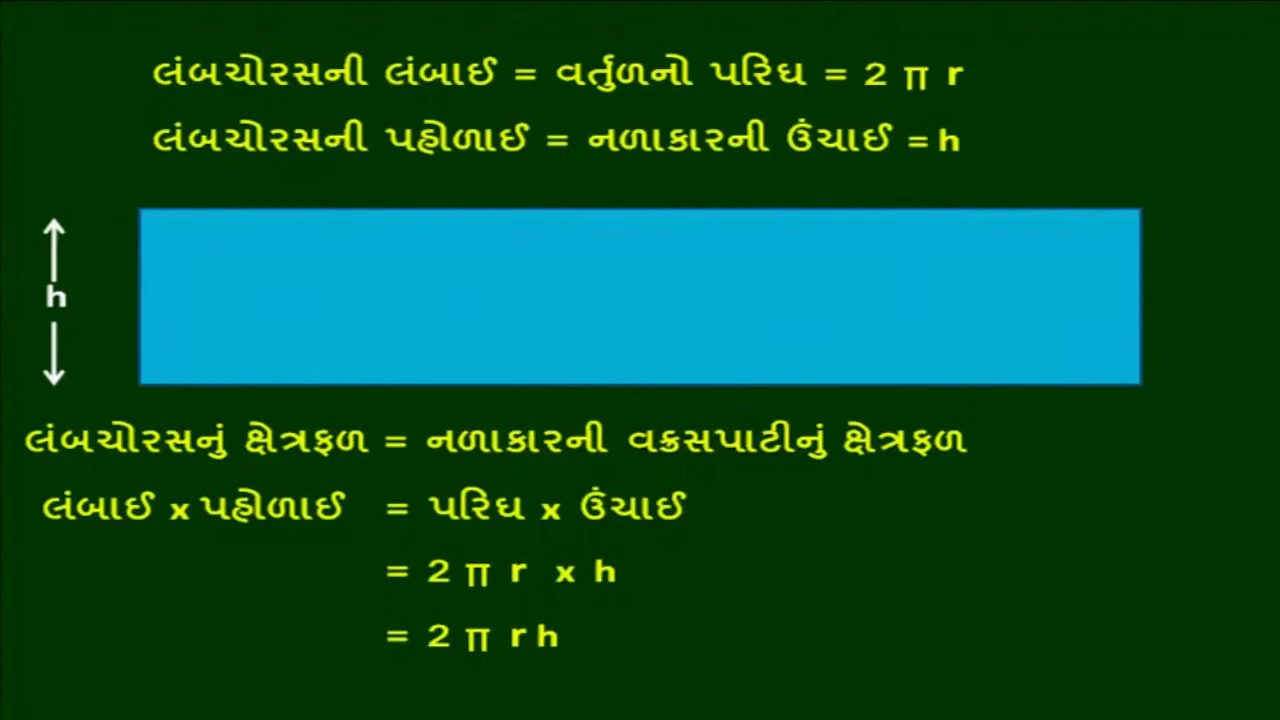 લંબચોરસની લંબાઈ = વર્તુળનો પરિઘ = 2 π r
લંબચોરસની પહોળાઈ = નળાકારની ઉંચાઈ = h
h
લંબચોરસનું ક્ષેત્રફળ = નળાકારની વક્રસપાટીનું ક્ષેત્રફળ
લંબાઈ x પહોળાઈ = પરિઘ x ઉંચાઈ
= 2 π r x h
= 2 π r h